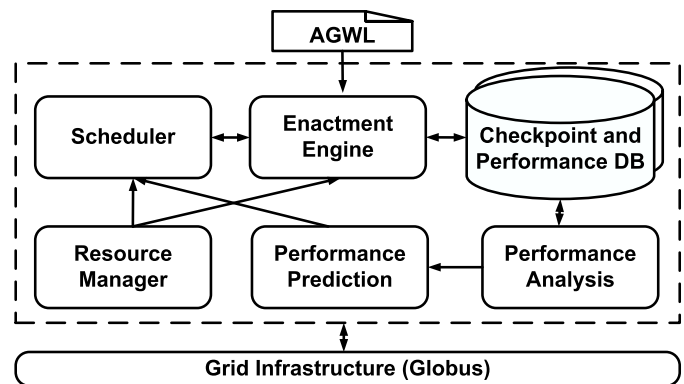 AGWL
Scheduler
Enactment
Engine
Checkpoint and
Performance DB
Resource
Manager
Performance
Prediction
Performance
Analysis
Grid Infrastructure (Globus)